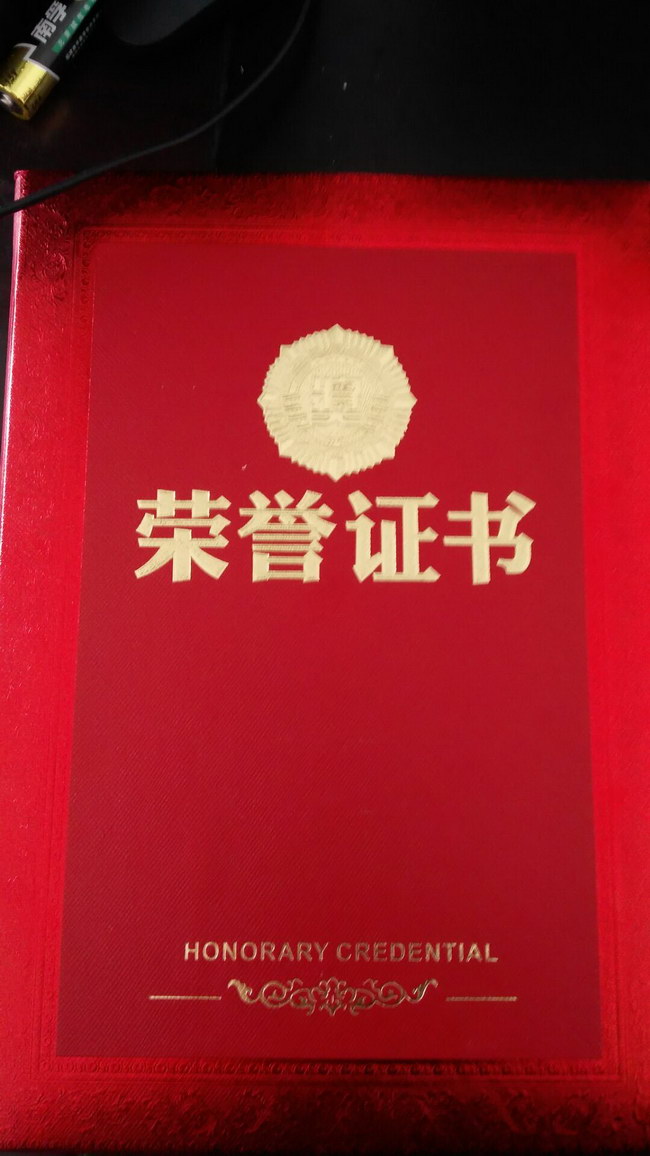 荣誉证书
HONORARY CREDENTIAL